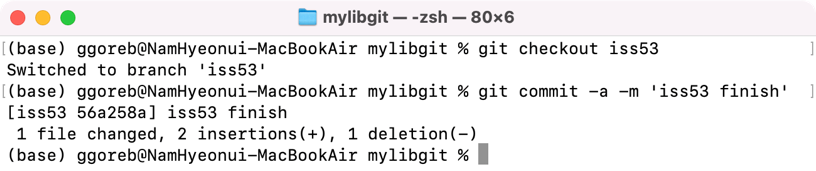 mylibgit — -zsh — 80×6
[(base) ggoreb@NamHyeonui-MacBookAir mylibgit % git checkout iss53 ]
Switched to branch 'iss53'
[(base) ggoreb@NamHyeonui-MacBookAir mylibgit % git commit -a -m 'iss53 finish' ]
[iss53 56a258a] iss53 finish
 1 file changed, 2 insertions(+), 1 deletion(-)
(base) ggoreb@NamHyeonui-MacBookAir mylibgit %